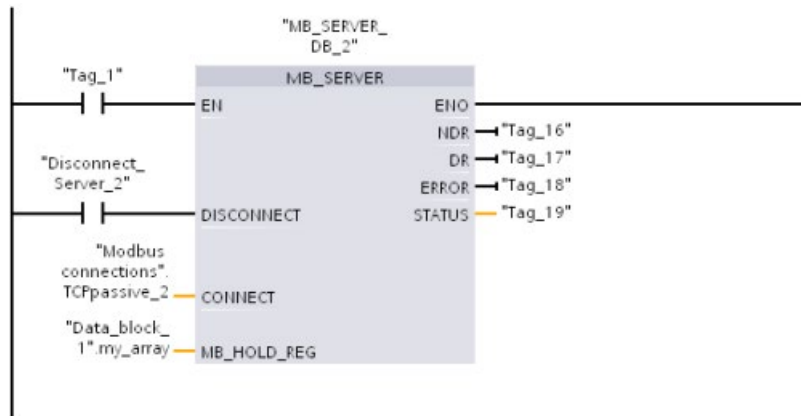 "MB_SERVER_
DB_2"
MB_SERVER
"Tag_1"
EN
ENO
NDR
"Tag_16"
DR
"Tag_17"
ERROR
"Tag_18"
"Disconnect_
Server_2"
DISCONNECT
STATUS
"Tag_19"
"Modbus
connections".
TCPpassive_2
CONNECT
"Data_block_
1".my_array
MB_HOLD_REG